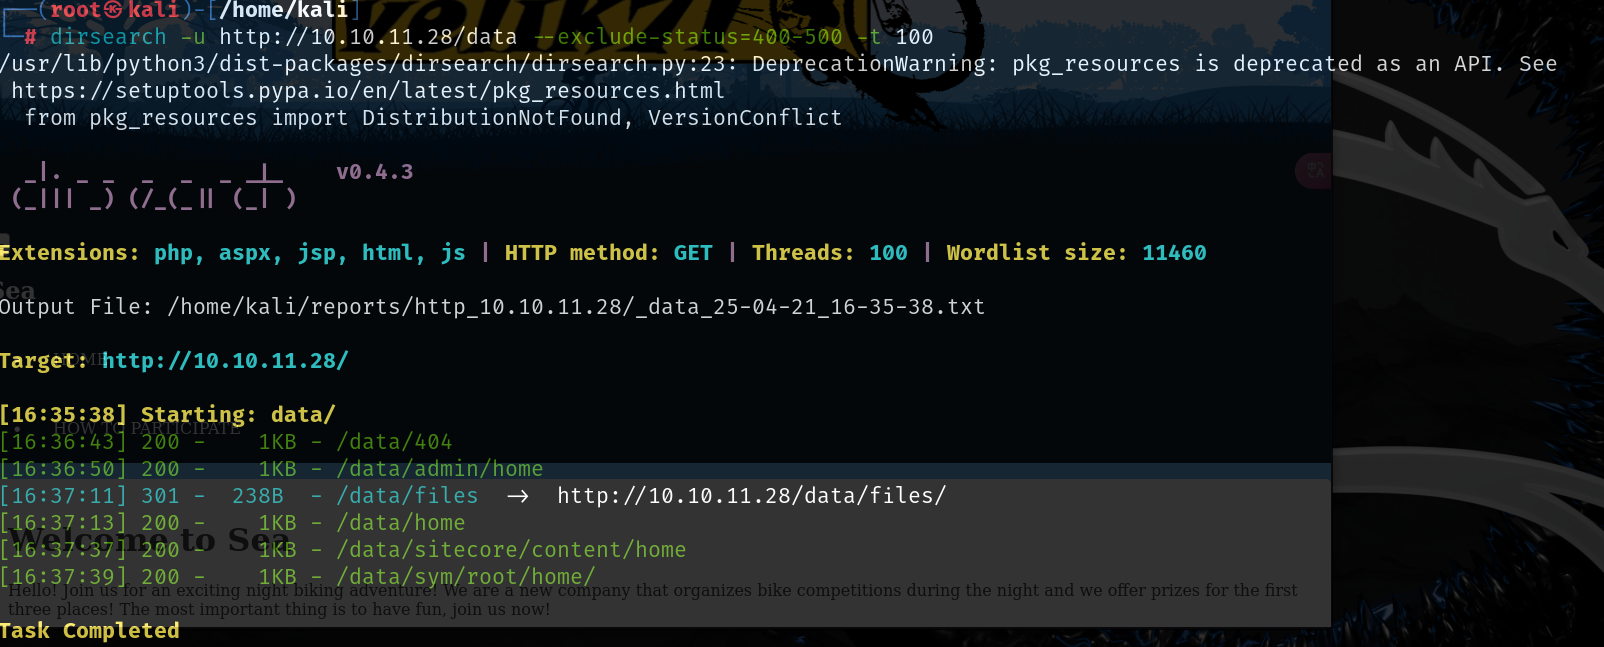 (root㉿kali)-[/home/kali]
# dirsearch -u http://10.10.11.28/data --exclude-status=400-500 -t 100
/usr/lib/python3/dist-packages/dirsearch/dirsearch.py:23: DeprecationWarning: pkg_resources is deprecated as an API. See
https://setuptools.pypa.io/en/latest/pkg_resources.html
from pkg_resources import DistributionNotFound, VersionConflict
v0.4.3
Extensions: php, aspx, jsp, html, js | HTTP method: GET | Threads: 100 | Wordlist size: 11460
Sea
Output File: /home/kali/reports/http_10.10.11.28/_data_25-04-21_16-35-38.txt
Target: http://10.10.11.28/
HOME
[16:35:38] Starting: data/
HOW TO PARTICIPATE
[16:36:43] 200 -    1KB - /data/404
[16:36:50] 200 -    1KB - /data/admin/home
[16:37:11] 301 -  238B  - /data/files  ->  http://10.10.11.28/data/files/
[16:37:13] 200 -    1KB - /data/home
Welcome to Sea
[16:37:37] 200 -    1KB - /data/sitecore/content/home
[16:37:39] 200 -    1KB - /data/sym/root/home/
Hello! Join us for an exciting night biking adventure! We are a new company that organizes bike competitions during the night and we offer prizes for the first
three places! The most important thing is to have fun, join us now!
Task Completed